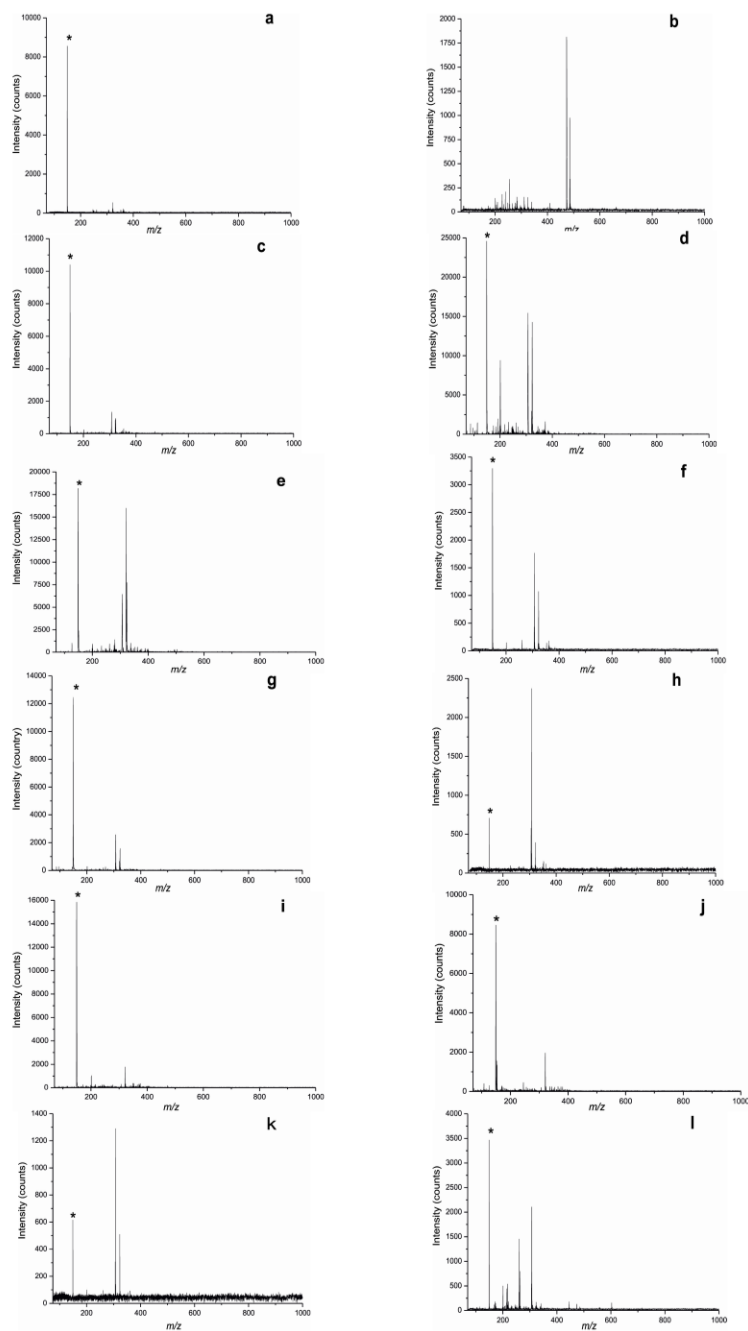 a
*
Intensity (counts)
10000
8000
6000
4000
2000
0
200 400 600 800 1000
m/z
b
Intensity (counts)
2000
1750
1500
1250
1000
750
500
250
0
200 400 600 800 1000
m/z
c
*
Intensity (counts)
12000
10000
8000
6000
4000
2000
0
200 400 600 800 1000
m/z
d
*
Intensity (counts)
25000
20000
15000
10000
5000
0
200 400 600 800 1000
m/z
e
*
Intensity (counts)
20000
17500
15000
12500
10000
7500
5000
2500
0
200 400 600 800 1000
m/z
f
*
Intensity (counts)
3500
3000
2500
2000
1500
1000
500
0
200 400 600 800 1000
m/z
g
*
Intensity (country)
14000
12000
10000
8000
6000
4000
2000
0
200 400 600 800 1000
m/z
h
*
Intensity (counts)
2500
2000
1500
1000
500
0
200 400 600 800 1000
m/z
i
*
Intensity (counts)
16000
14000
12000
10000
8000
6000
4000
2000
0
200 400 600 800 1000
m/z
j
*
Intensity (counts)
10000
8000
6000
4000
2000
0
200 400 600 800 1000
m/z
k
*
Intensity (counts)
1400
1200
1000
800
600
400
200
0
200 400 600 800 1000
m/z
l
*
Intensity (counts)
4000
3500
3000
2500
2000
1500
1000
500
0
200 400 600 800 1000
m/z